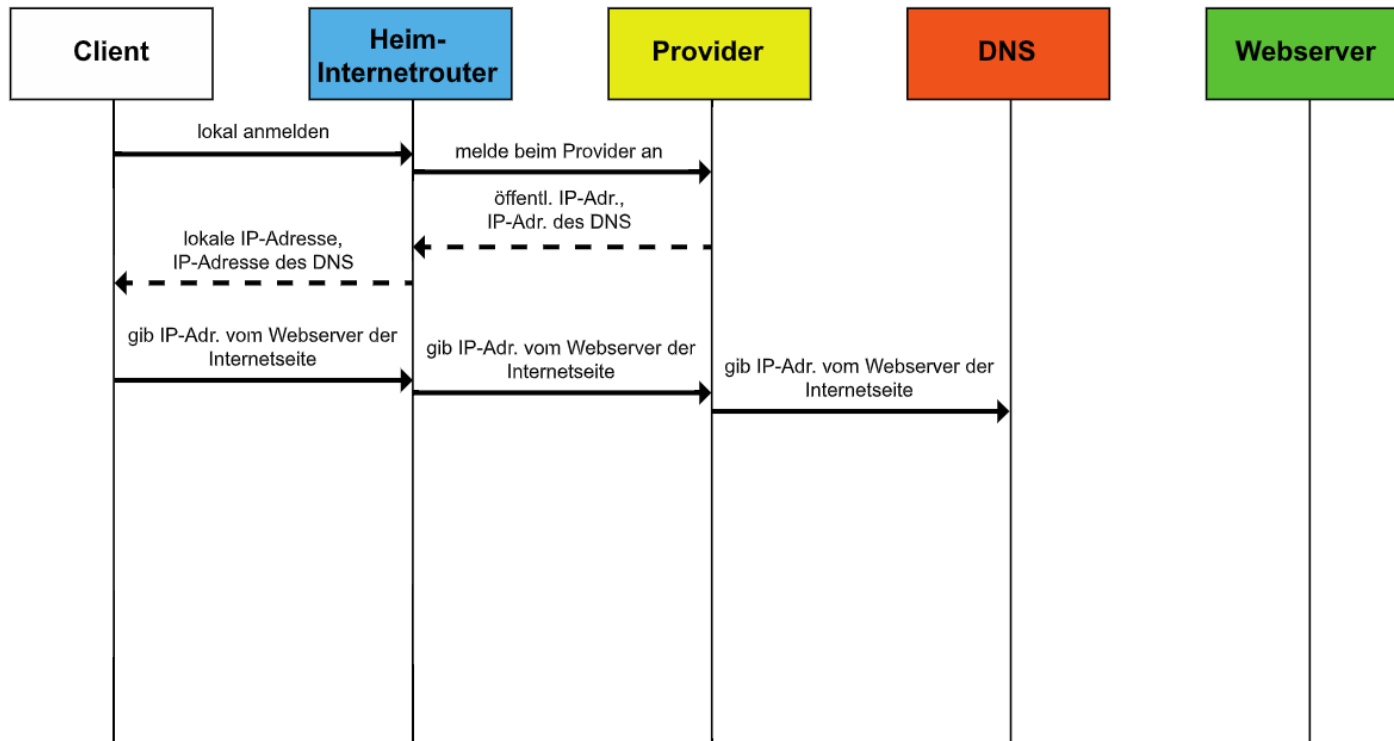 Client
Heim-
Internetrouter
Provider
DNS
Webserver
lokal anmelden
melde beim Provider an
öffentl. IP-Adr.,
IP-Adr. des DNS
lokale IP-Adresse,
IP-Adresse des DNS
gib IP-Adr. vom Webserver der
Internetseite
gib IP-Adr. vom Webserver der
Internetseite
gib IP-Adr. vom Webserver der
Internetseite